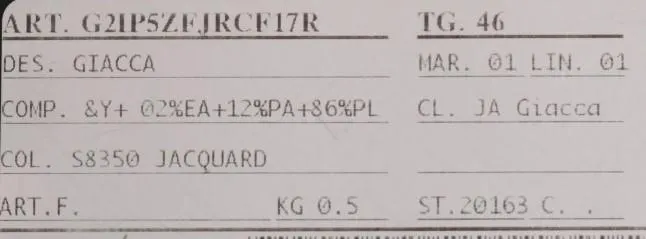 ART. G2IP5ZFJRCF17R TG. 46
DES. GIACCA MAR. 01 LIN. 01
COMP. &Y+ 02%EA+12%PA+86%PL CL. JA Giacca
COL. S8350 JACQUARD
ART.F. KG 0.5 ST.20163 C. .